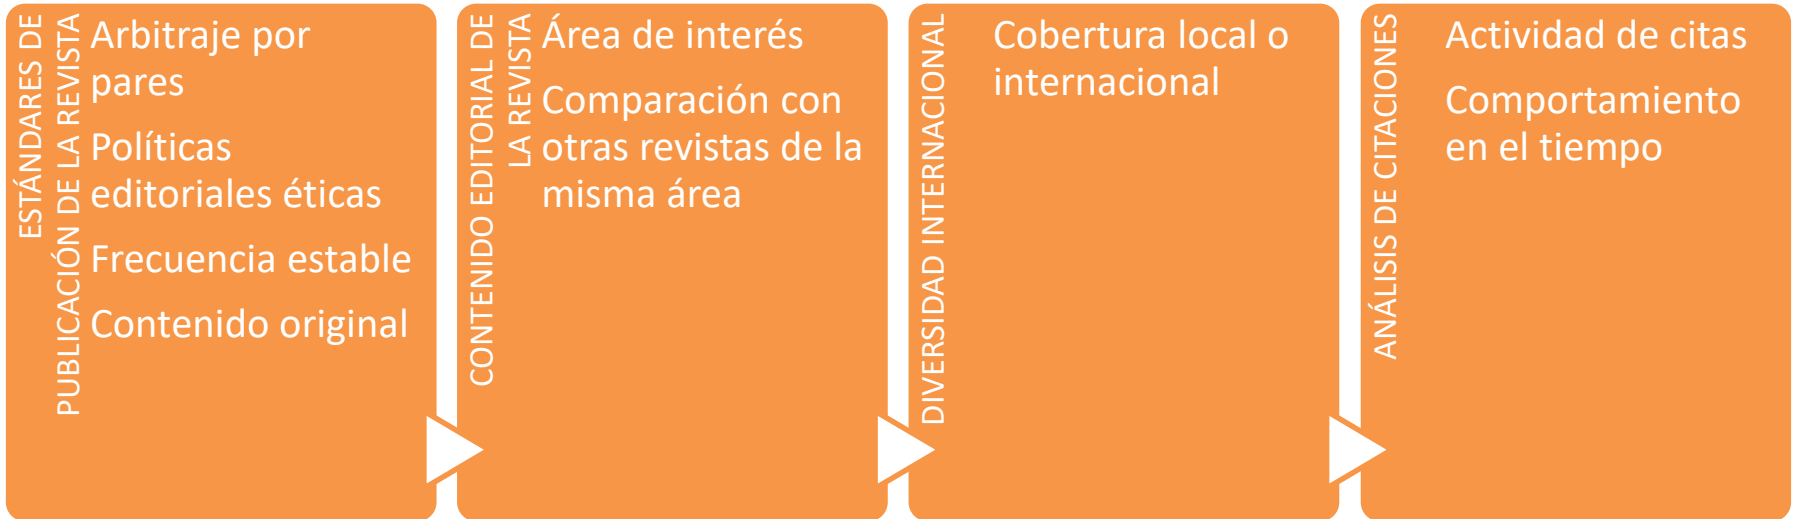 ESTÁNDARES DE
PUBLICACIÓN DE LA REVISTA
Arbitraje por
pares
Políticas
editoriales éticas
Frecuencia estable
Contenido original
CONTENIDO EDITORIAL DE
LA REVISTA
Área de interés
Comparación con
otras revistas de la
misma área
DIVERSIDAD INTERNACIONAL
Cobertura local o
internacional
ANÁLISIS DE CITACIONES
Actividad de citas
Comportamiento
en el tiempo